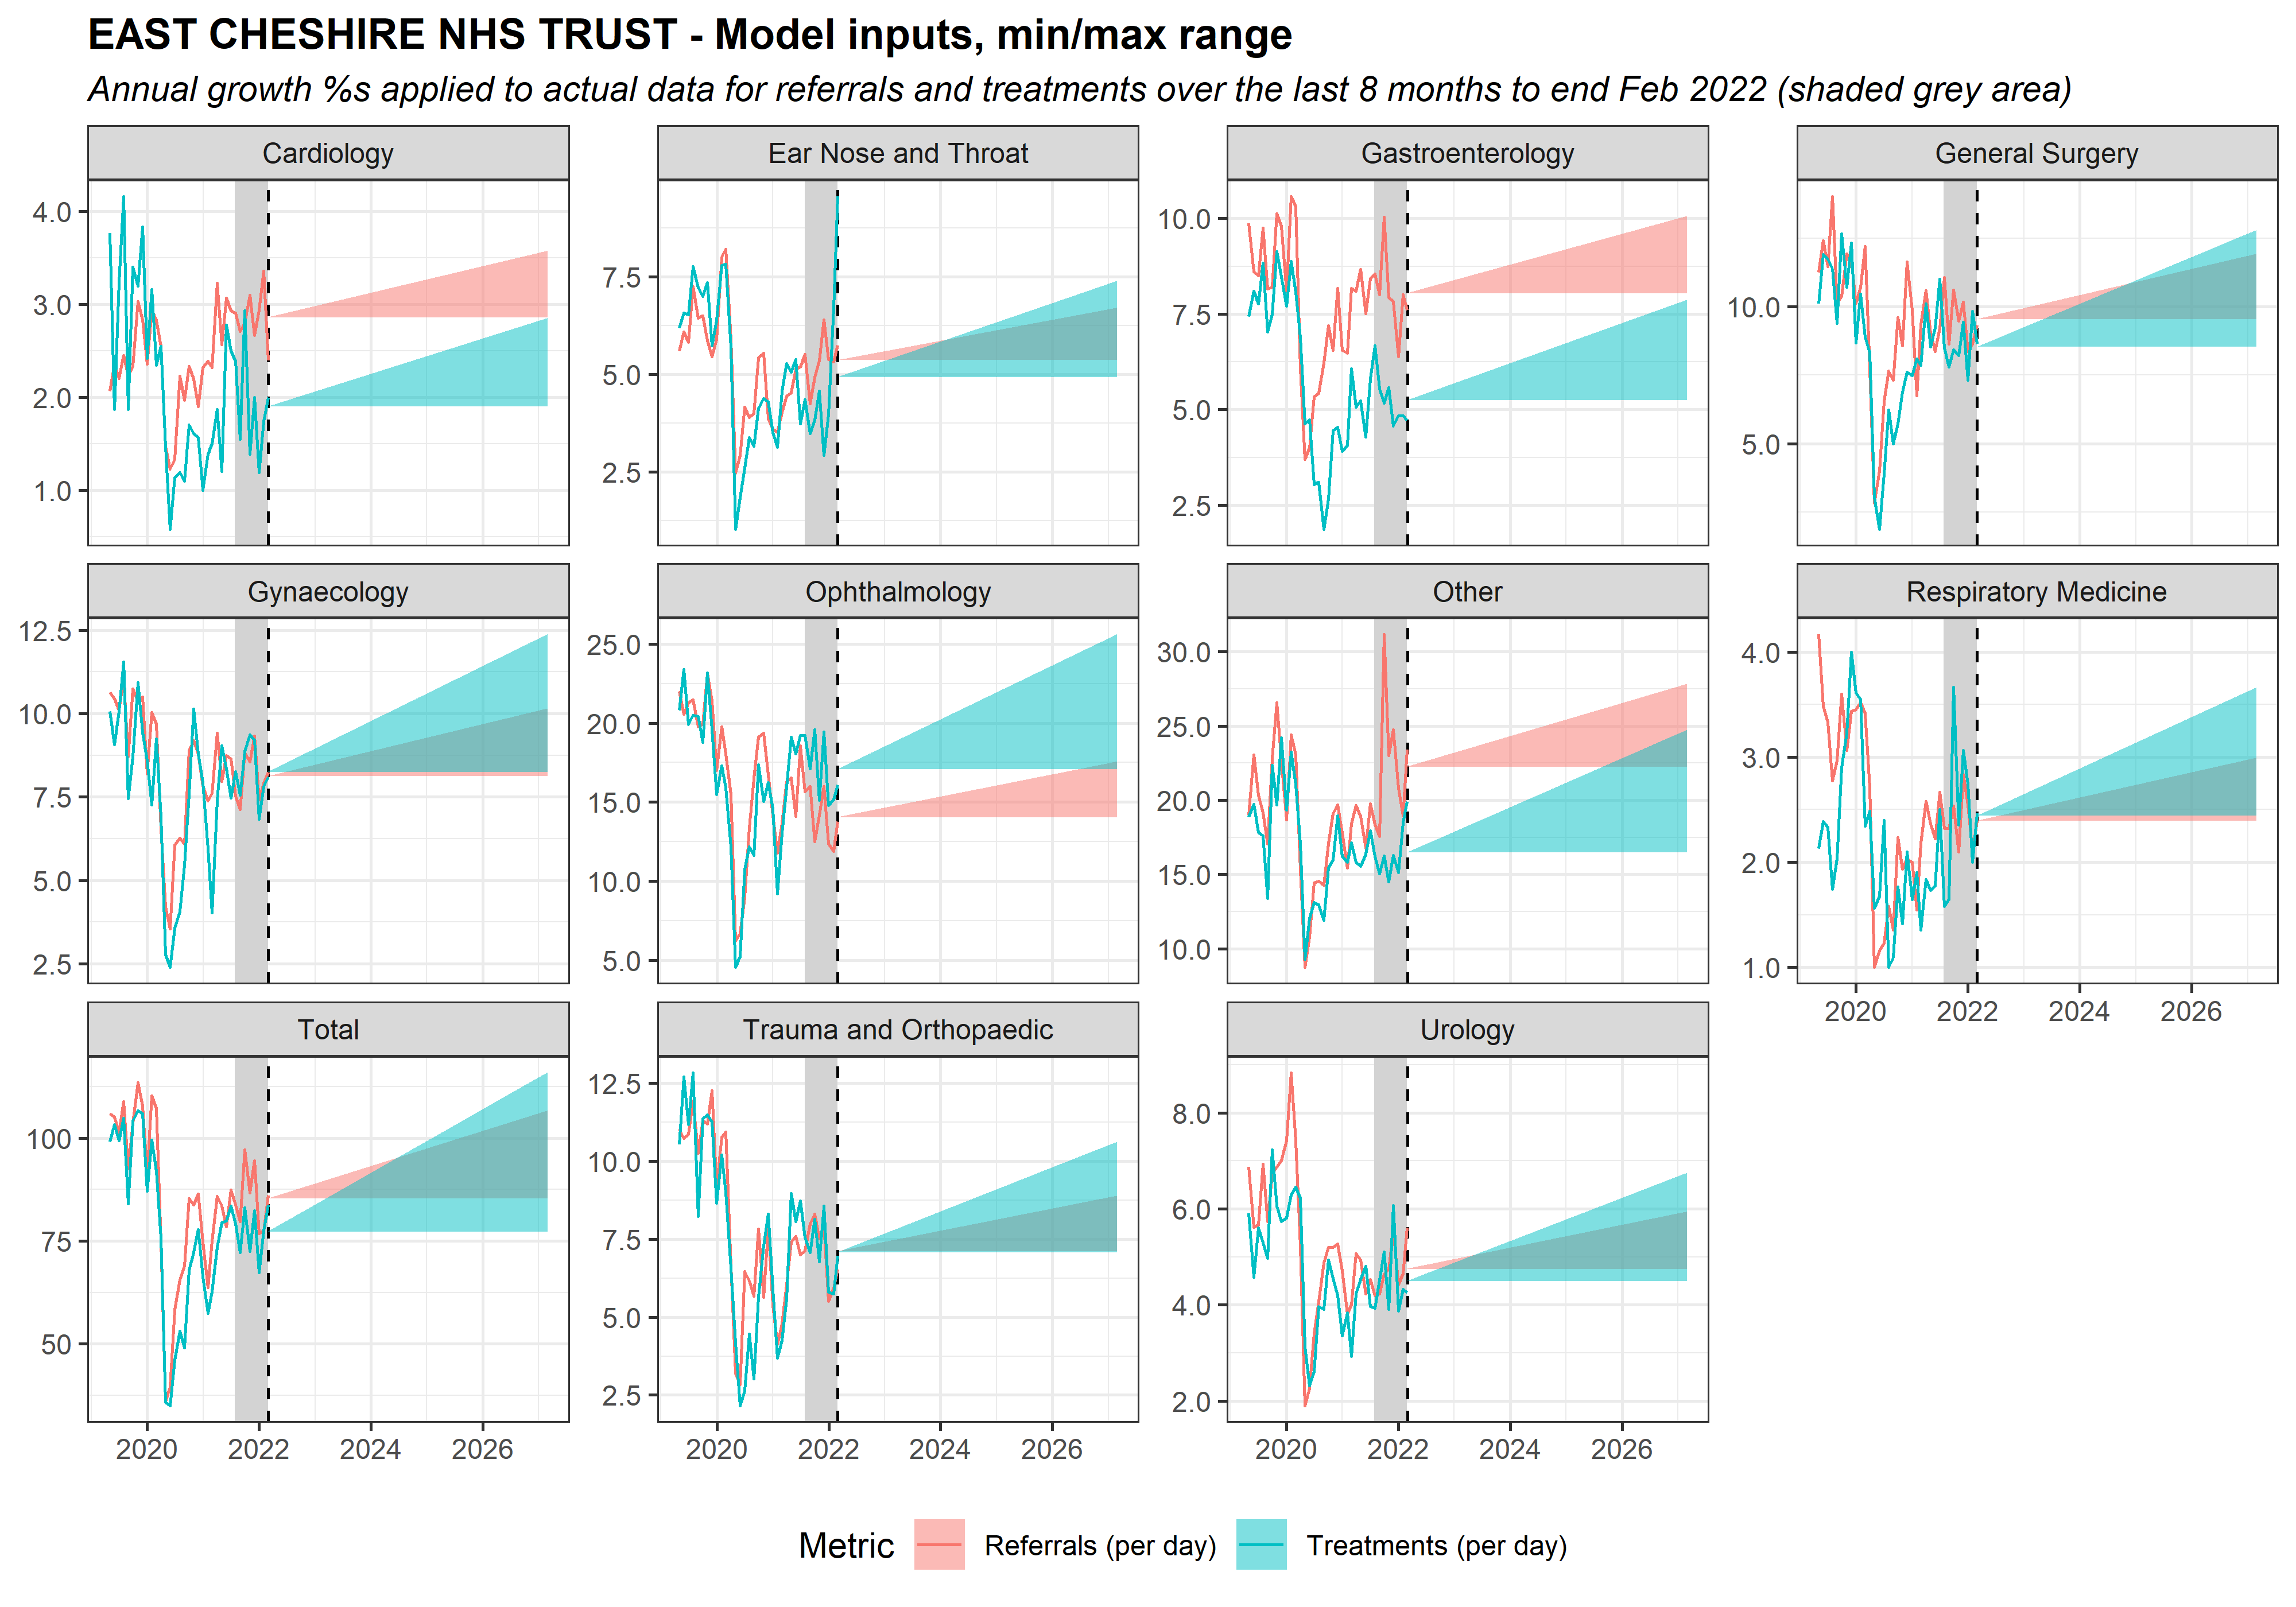 EAST CHESHIRE NHS TRUST - Model inputs, min/max range
Annual growth %s applied to actual data for referrals and treatments over the last 8 months to end Feb 2022 (shaded grey area)
Cardiology
Ear Nose and Throat
Gastroenterology
General Surgery
4.0
3.0
2.0
1.0
7.5
5.0
2.5
10.0
7.5
5.0
2.5
10.0
5.0
Gynaecology
Ophthalmology
Other
Respiratory Medicine
12.5
10.0
7.5
5.0
2.5
25.0
20.0
15.0
10.0
5.0
30.0
25.0
20.0
15.0
10.0
4.0
3.0
2.0
1.0
2020 2022 2024 2026
Total
Trauma and Orthopaedic
Urology
100
75
50
12.5
10.0
7.5
5.0
2.5
8.0
6.0
4.0
2.0
2020 2022 2024 2026
2020 2022 2024 2026
2020 2022 2024 2026
Metric Referrals (per day) Treatments (per day)